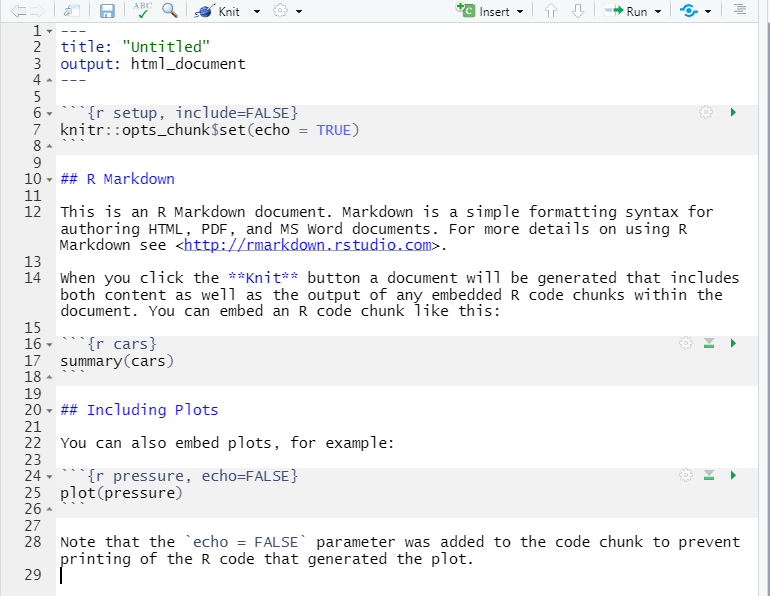 ABC
Knit
Insert
Run
1 ---
2 title: "Untitled"
3 output: html_document
4 ---
5
6 ```{r setup, include=FALSE}
7 knitr::opts_chunk$set(echo = TRUE)
8 ```
9
10 ## R Markdown
11
12 This is an R Markdown document. Markdown is a simple formatting syntax for
authoring HTML, PDF, and MS Word documents. For more details on using R
Markdown see <http://rmarkdown.rstudio.com>.
13
14 When you click the **Knit** button a document will be generated that includes
both content as well as the output of any embedded R code chunks within the
document. You can embed an R code chunk like this:
15
16 ```{r cars}
17 summary(cars)
18 ```
19
20 ## Including Plots
21
22 You can also embed plots, for example:
23
24 ```{r pressure, echo=FALSE}
25 plot(pressure)
26 ```
27
28 Note that the `echo = FALSE` parameter was added to the code chunk to prevent
printing of the R code that generated the plot.
29